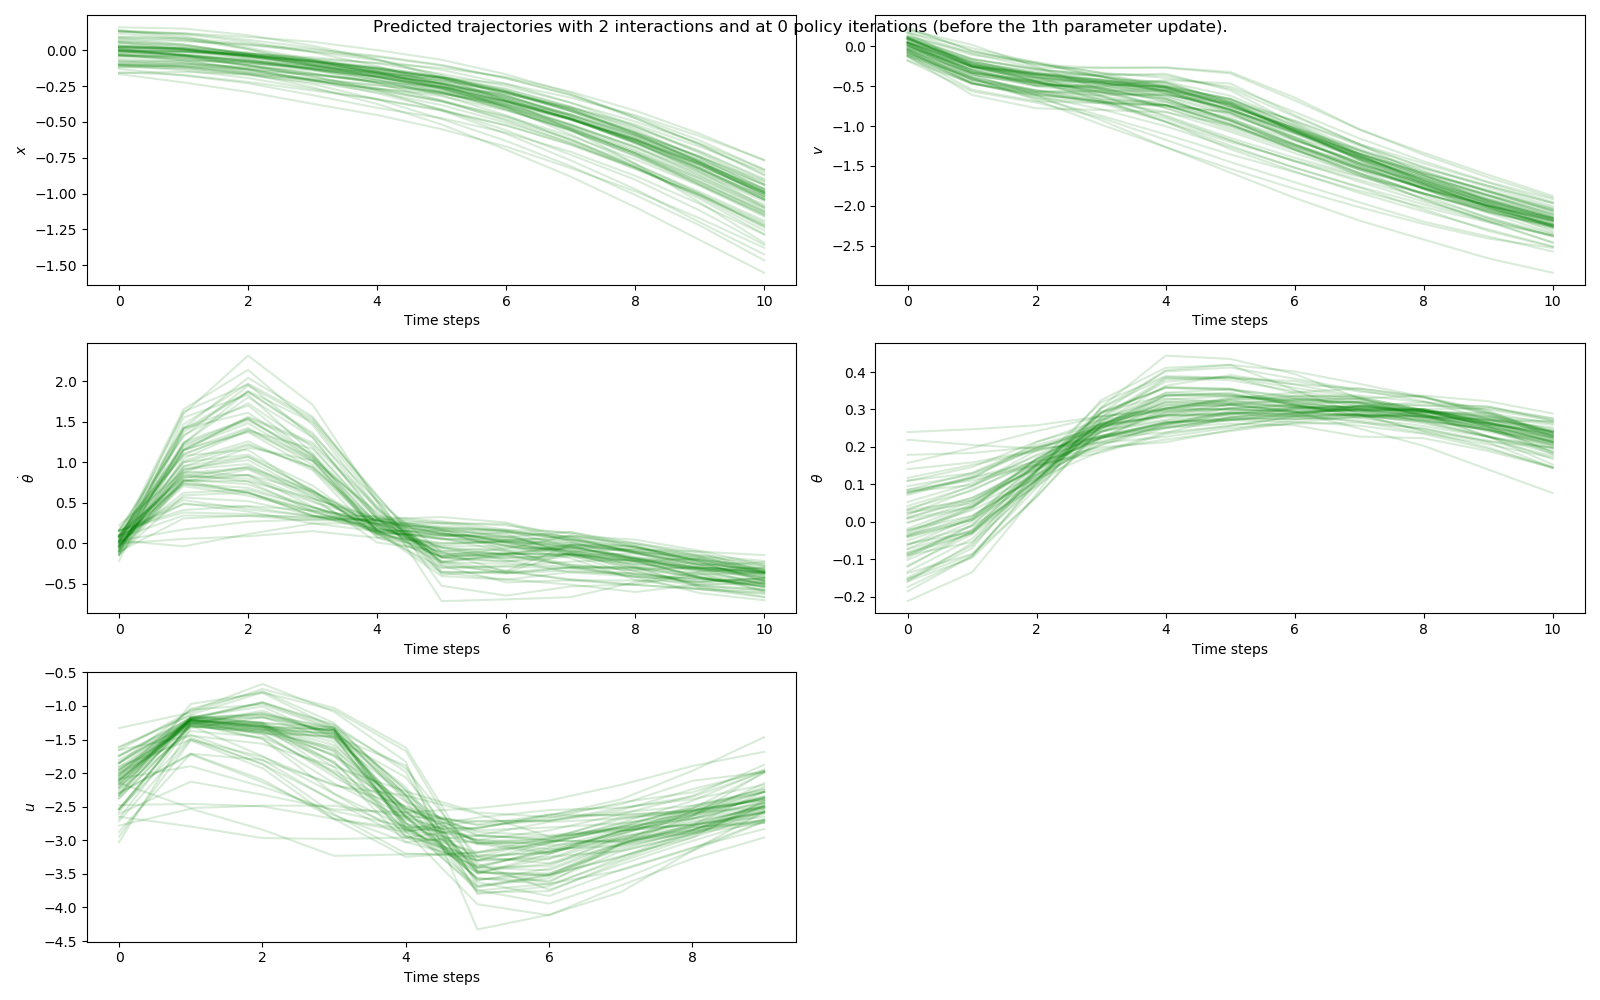 Predicted trajectories with 2 interactions and at 0 policy iterations (before the 1th parameter update).
0.00
−0.25
−0.50
−0.75
−1.00
−1.25
−1.50
x
0 2 4 6 8 10
Time steps
0.0
−0.5
−1.0
−1.5
−2.0
−2.5
v
0 2 4 6 8 10
Time steps
2.0
1.5
1.0
0.5
0.0
−0.5
θ̇
0 2 4 6 8 10
Time steps
0.4
0.3
0.2
0.1
0.0
−0.1
−0.2
θ
0 2 4 6 8 10
Time steps
−0.5
−1.0
−1.5
−2.0
−2.5
−3.0
−3.5
−4.0
−4.5
u
0 2 4 6 8
Time steps